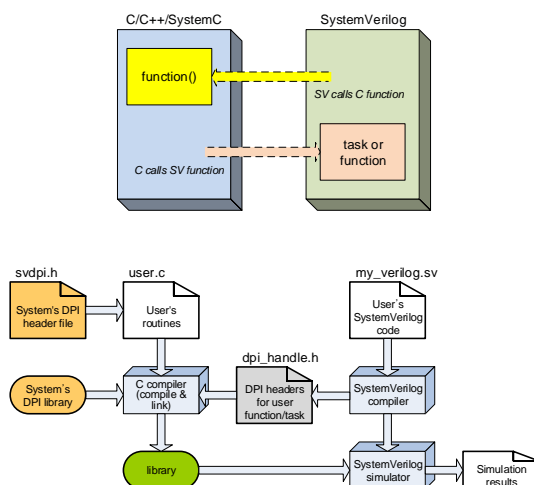 C/C++/SystemC
SystemVerilog
function()
SV calls C function
task or
function
C calls SV function
svdpi.h
user.c
my_verilog.sv
System's DPI
header file
User's
routines
User´s
SystemVerilog
code
dpi_handle.h
System´s
DPI library
C compiler
(compile &
link)
DPI headers
for user
function/task
SystemVerilog
compiler
library
SystemVerilog
simulator
Simulation
results